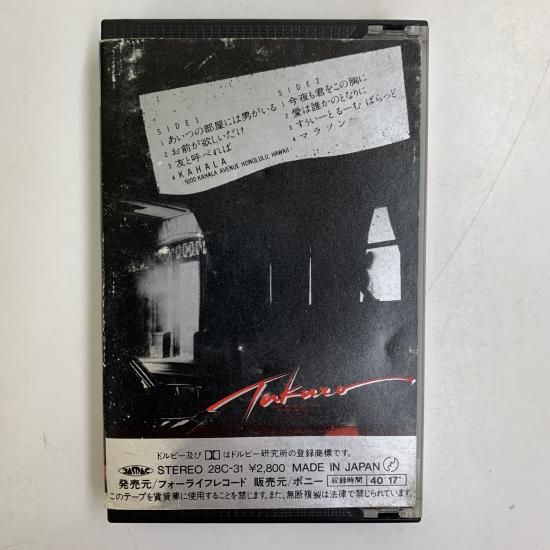 SIDE 1
1 あいつの部屋には男がいる
2 お前が欲しいだけ
3 友と呼べれば
4 KAHALA
(5000 KAHALA AVENUE HONOLULU, HAWAII)
SIDE 2
1 今夜も君をこの胸に
2 愛は誰かのとなりに
3 すうぃーとるーむ ばらっど
4 マラソン
Takuro
ドルビー及び はドルビー研究所の登録商標です。
JASRAC STEREO 28C-31 ¥2,800 MADE IN JAPAN
発売元/フォーライフレコード 販売元/ポニー 収録時間 40'17"
このテープを賃貸業に使用することを禁じます。また、無断複製は法律で禁じられています。